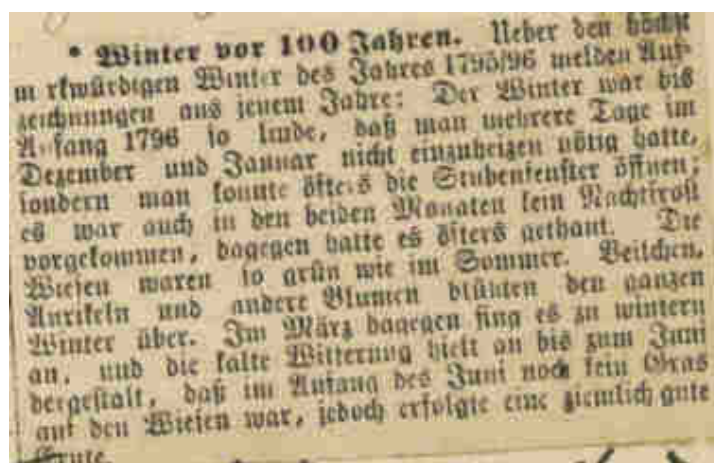 * Winter vor 100 Jahren. Ueber den höchst
merkwürdigen Winter des Jahres 1795/96 melden Auf-
zeichnungen aus jenem Jahre: Der Winter war bis
Anfang 1796 so linde, daß man mehrere Tage im
Dezember und Januar nicht einzuheizen nötig hatte,
sondern man konnte öfters die Stubenfenster öffnen;
es war auch in den beiden Monaten kein Nachtfrost
vorgekommen, dagegen hatte es öfters gethaut. Die
Wiesen waren so grün wie im Sommer. Veilchen,
Aurikeln und andere Blumen blühten den ganzen
Winter über. Im März dagegen fing es zu wintern
an, und die kalte Witterung hielt an bis zum Juni
dergestalt, daß im Anfang des Juni noch kein Gras
auf den Wiesen war, jedoch erfolgte eine ziemlich gute
Ernte.